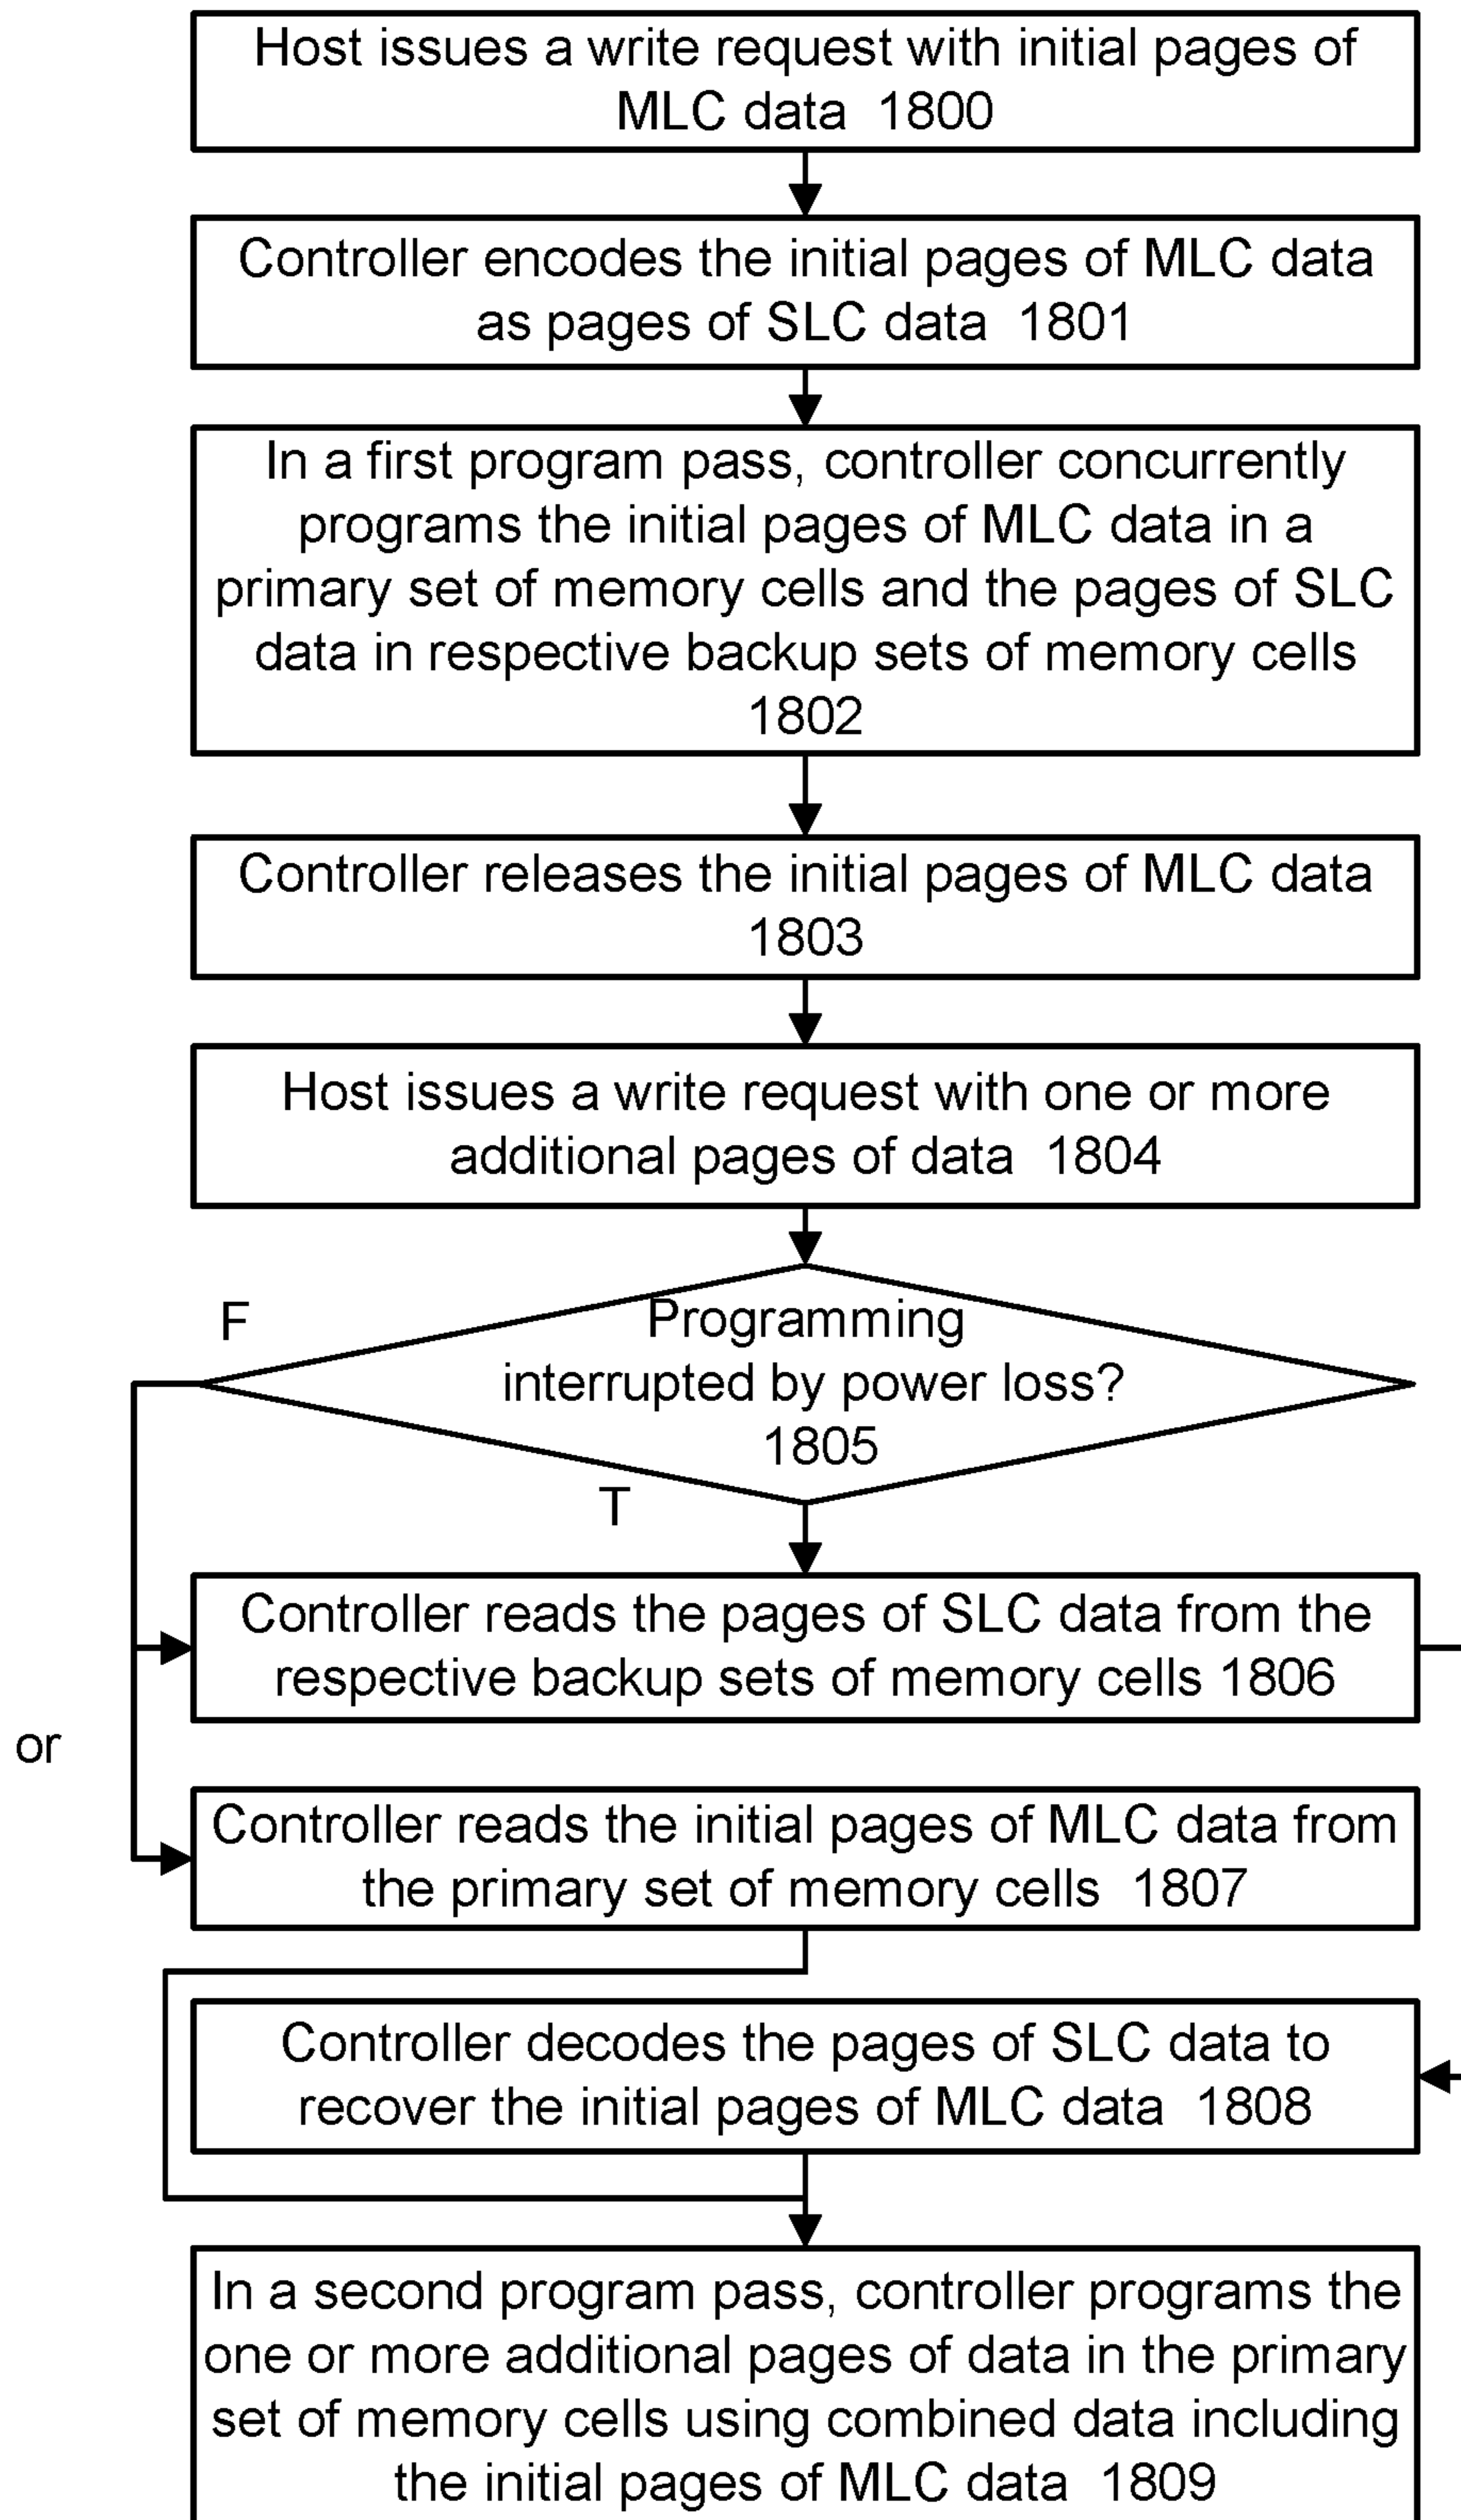 Host issues a write request with initial pages of
MLC data 1800
Controller encodes the initial pages of MLC data
as pages of SLC data 1801
In a first program pass, controller concurrently
programs the initial pages of MLC data in a
primary set of memory cells and the pages of SLC
data in respective backup sets of memory cells
1802
Controller releases the initial pages of MLC data
1803
Host issues a write request with one or more
additional pages of data 1804
F
Programming
interrupted by power loss?
1805
T
Controller reads the pages of SLC data from the
respective backup sets of memory cells 1806
or
Controller reads the initial pages of MLC data from
the primary set of memory cells 1807
Controller decodes the pages of SLC data to
recover the initial pages of MLC data 1808
In a second program pass, controller programs the
one or more additional pages of data in the primary
set of memory cells using combined data including
the initial pages of MLC data 1809